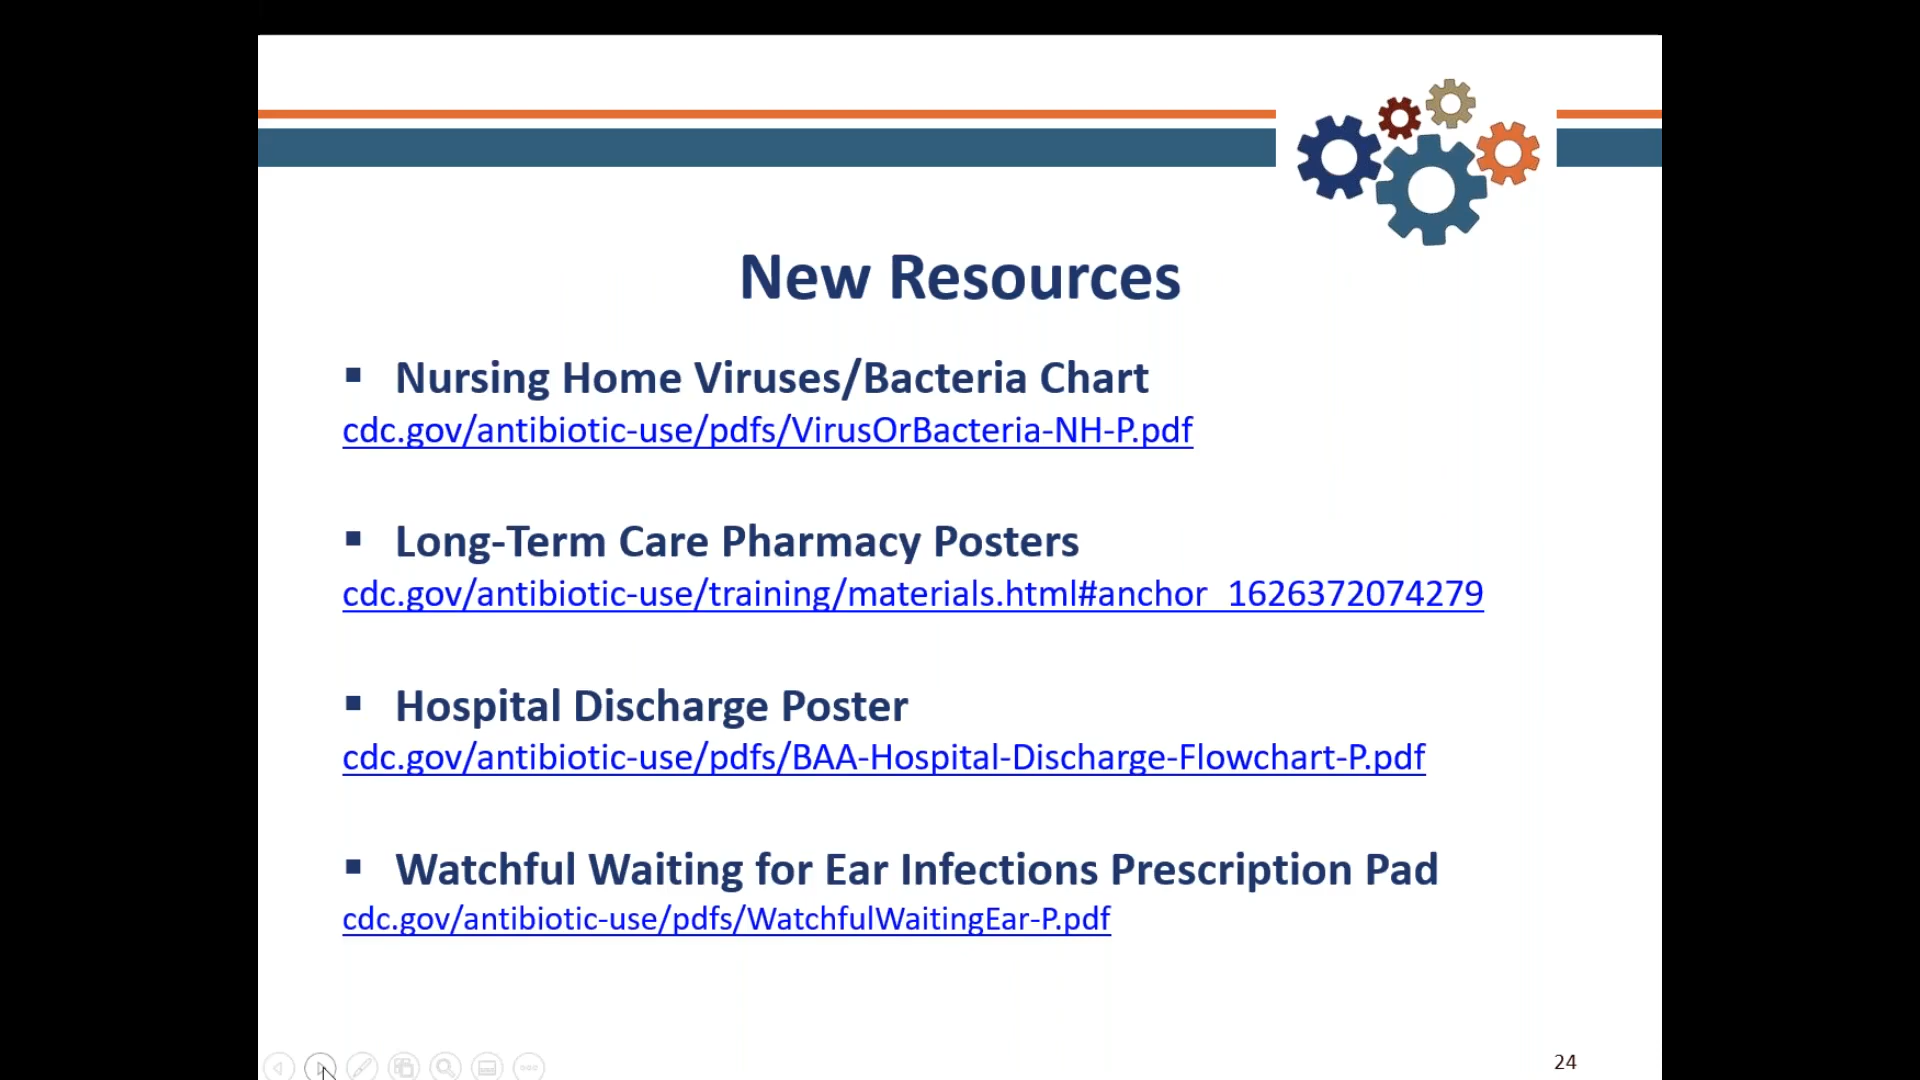 New Resources
▪ Nursing Home Viruses/Bacteria Chart
cdc.gov/antibiotic-use/pdfs/VirusOrBacteria-NH-P.pdf
▪ Long-Term Care Pharmacy Posters
cdc.gov/antibiotic-use/training/materials.html#anchor_1626372074279
▪ Hospital Discharge Poster
cdc.gov/antibiotic-use/pdfs/BAA-Hospital-Discharge-Flowchart-P.pdf
▪ Watchful Waiting for Ear Infections Prescription Pad
cdc.gov/antibiotic-use/pdfs/WatchfulWaitingEar-P.pdf
24